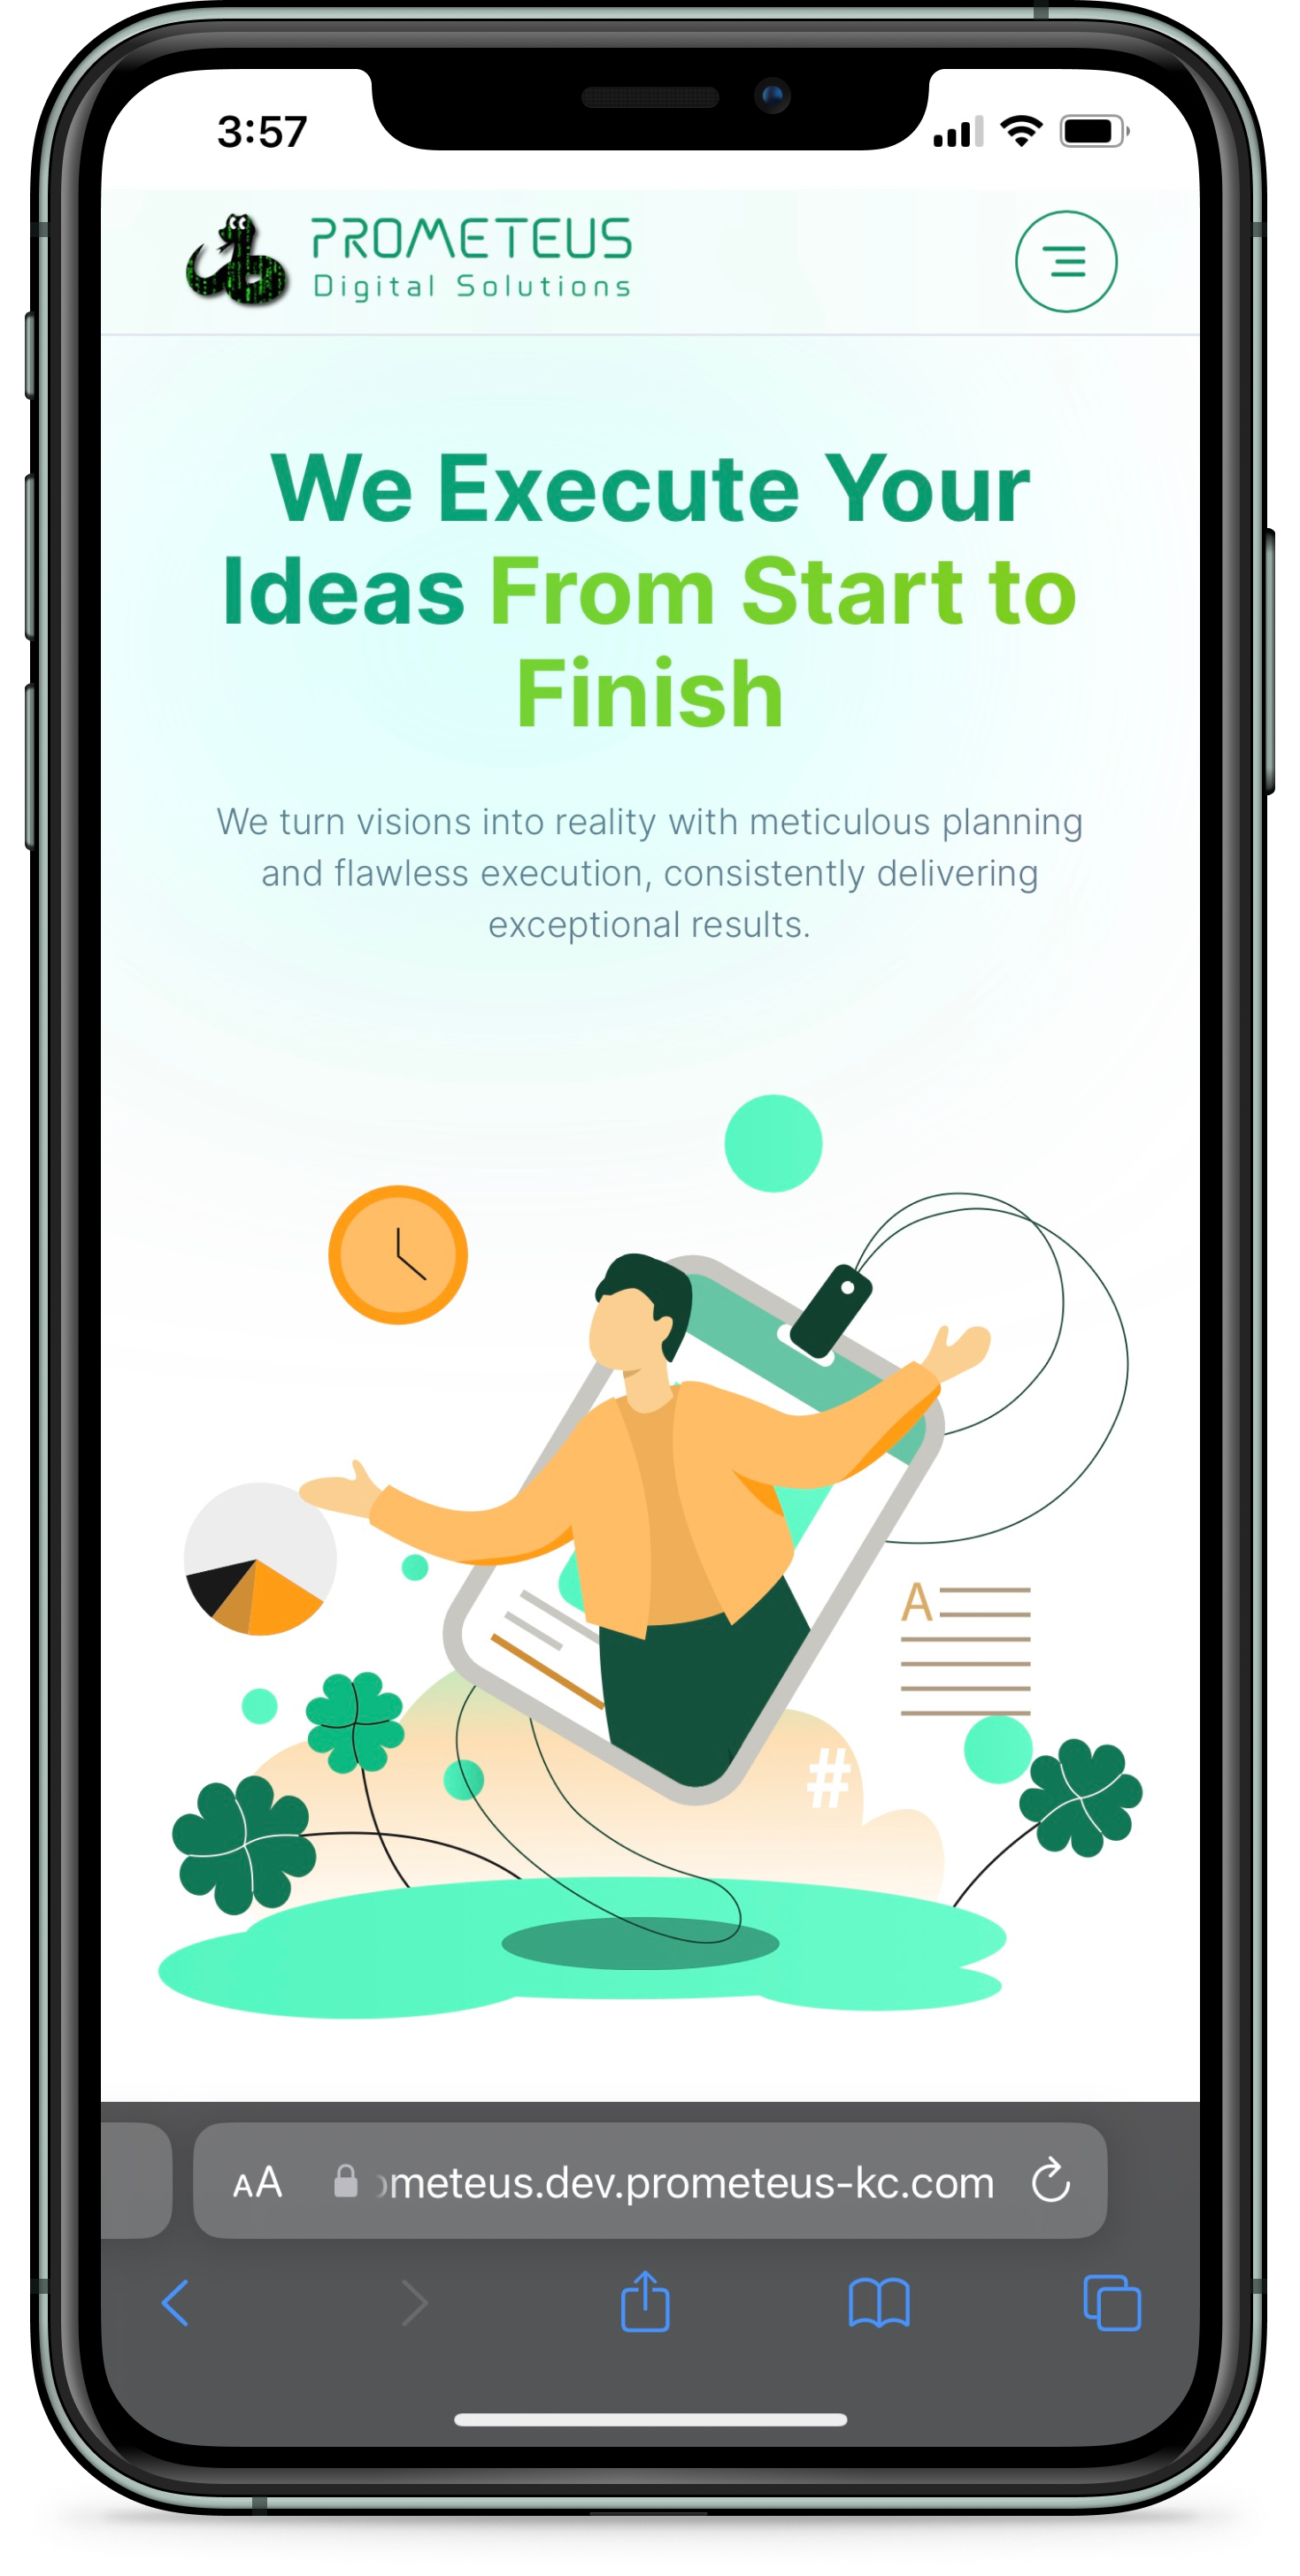 3:57
PROMETEUS
Digital Solutions
We Execute Your
Ideas From Start to
Finish
We turn visions into reality with meticulous planning
and flawless execution, consistently delivering
exceptional results.
A
#
AA meteus.dev.prometeus-kc.com